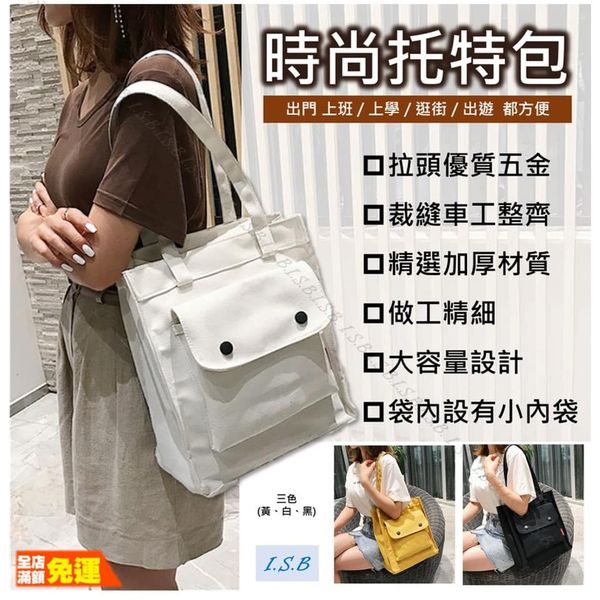 時尚托特包
出門 上班 / 上學 / 逛街 / 出遊 都方便
拉頭優質五金
裁縫車工整齊
精選加厚材質
做工精細
大容量設計
袋內設有小內袋
三色
(黃、白、黑)
I.S.B
全店
滿額
免運
I.S.B.I.S.B